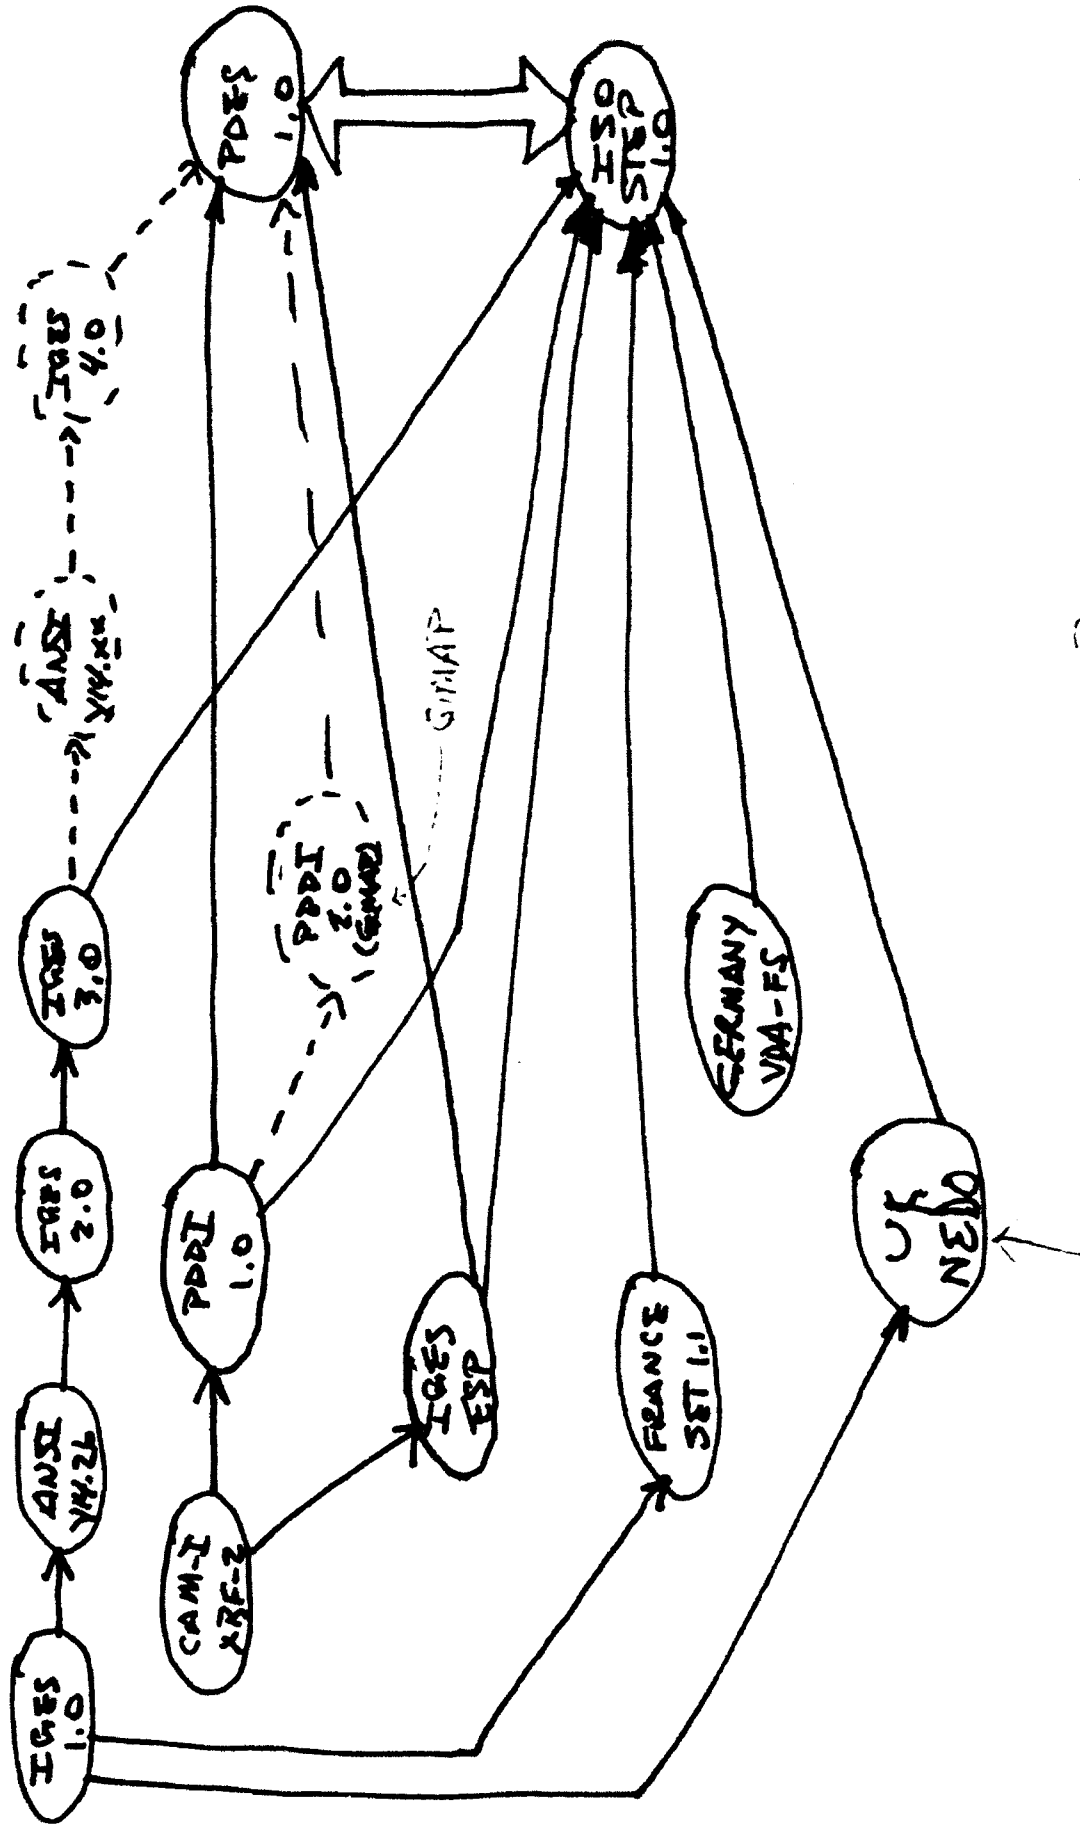 IGES
1.0
ANSI
Y14.26
IGES
2.0
IGES
3.0
ANSI
Y14.XX
IGES
4.0
CAM-I
XBF-2
PDDI
1.0
PDDI
2.0
(GMAP)
PDES
1.0
IGES
ESP
GMAP
FRANCE
SET 1.1
GERMANY
VDA-FS
ISO
STEP
1.0
UK
NEDO